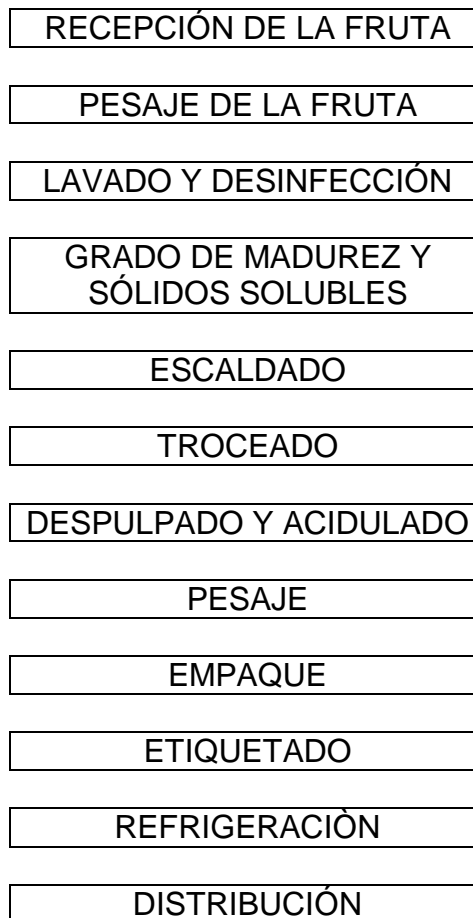 RECEPCIÓN DE LA FRUTA
PESAJE DE LA FRUTA
LAVADO Y DESINFECCIÓN
GRADO DE MADUREZ Y
SÓLIDOS SOLUBLES
ESCALDADO
TROCEADO
DESPULPADO Y ACIDULADO
PESAJE
EMPAQUE
ETIQUETADO
REFRIGERACIÒN
DISTRIBUCIÓN